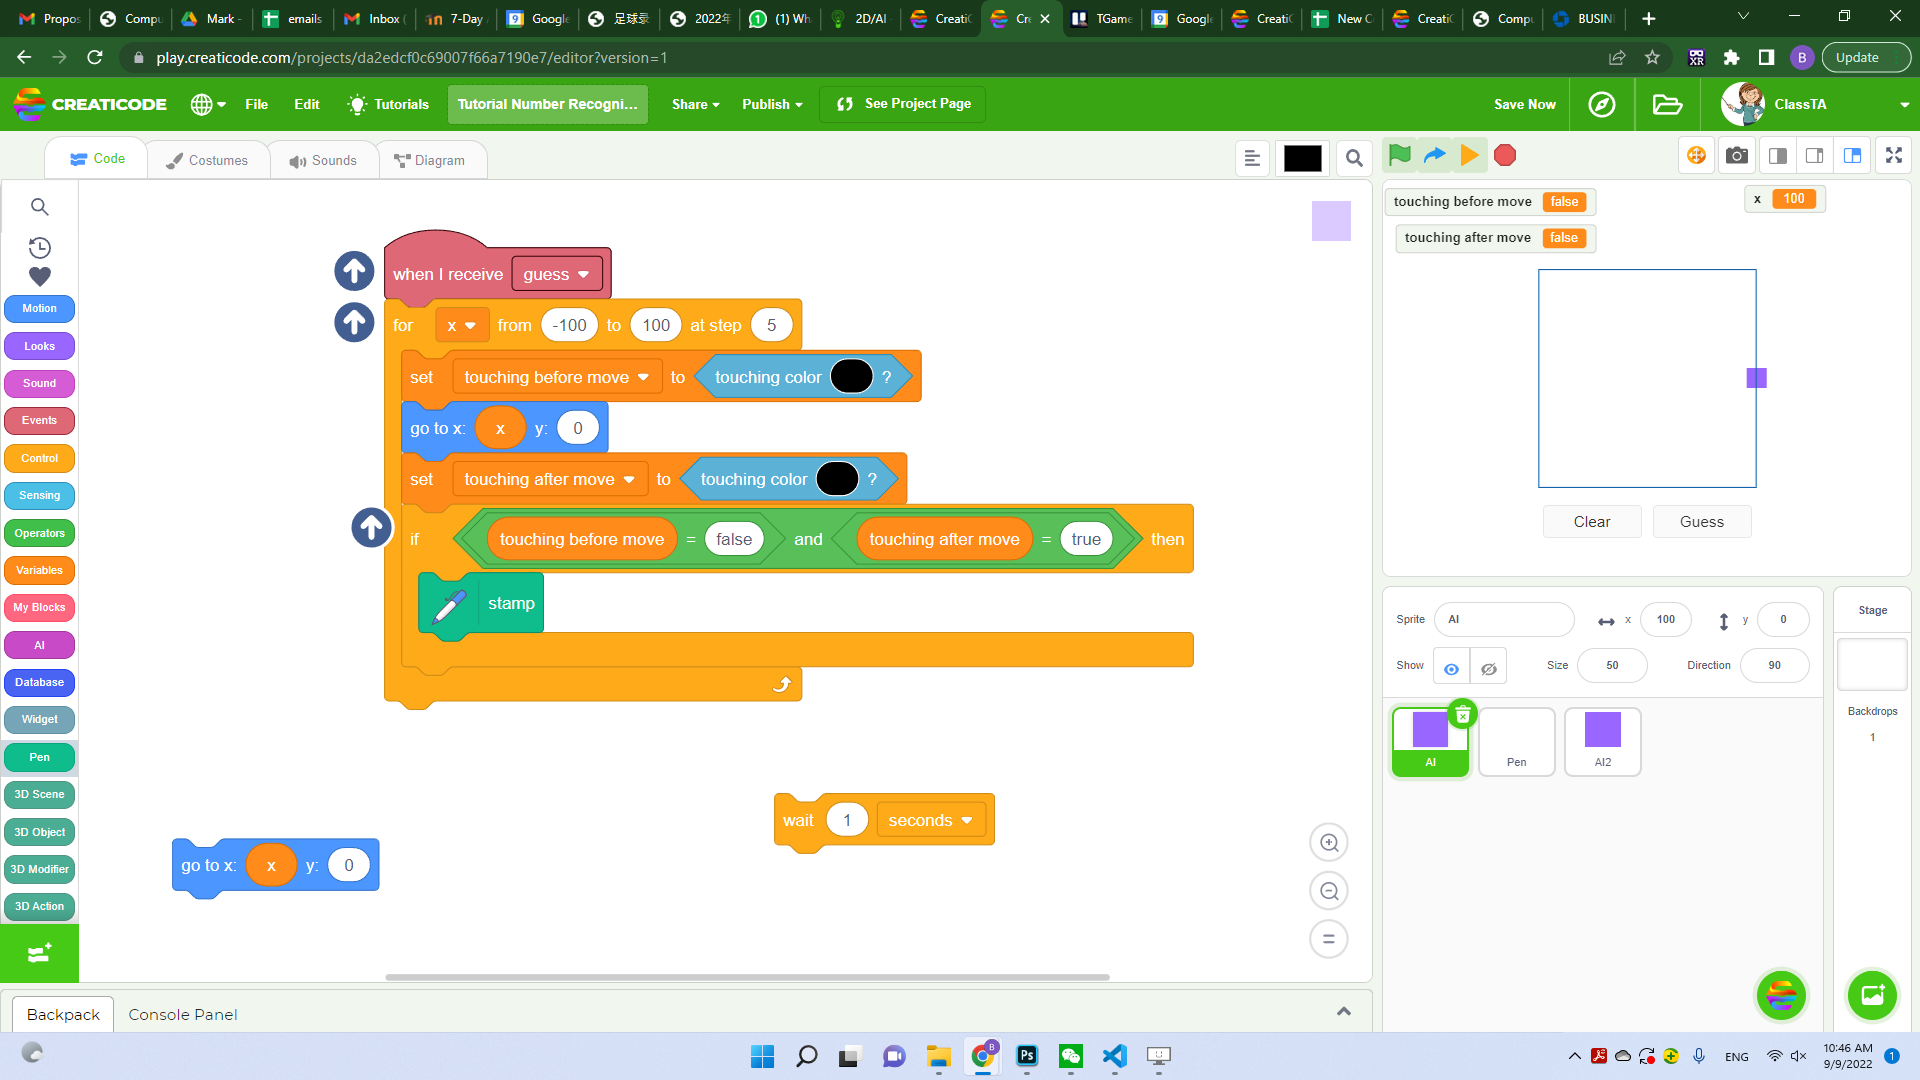 Propos
Compu
Mark -
emails
Inbox (
7-Day
Google
足球彖
2022年
(1) Wh
2D/AI
CreatiC
Cre
TGame
Google
CreatiC
New C
CreatiC
Compu
BUSINE
play.creaticode.com/projects/da2edcf0c69007f66a7190e7/editor?version=1
B
Update
CREATICODE
File
Edit
Tutorials
Tutorial Number Recogni...
Share
Publish
See Project Page
Save Now
ClassTA
Code
Costumes
Sounds
Diagram
Motion
Looks
Sound
Events
Control
Sensing
Operators
Variables
My Blocks
AI
Database
Widget
Pen
3D Scene
3D Object
3D Modifier
3D Action
when I receive guess
for x from -100 to 100 at step 5
set touching before move to touching color ?
go to x: x y: 0
set touching after move to touching color ?
if touching before move = false and touching after move = true then
stamp
wait 1 seconds
go to x: x y: 0
touching before move false
x 100
touching after move false
Clear
Guess
Sprite AI x 100 y 0
Show Size 50 Direction 90
AI
Pen
AI2
Stage
Backdrops
1
Backpack
Console Panel
ENG
10:46 AM
9/9/2022
1